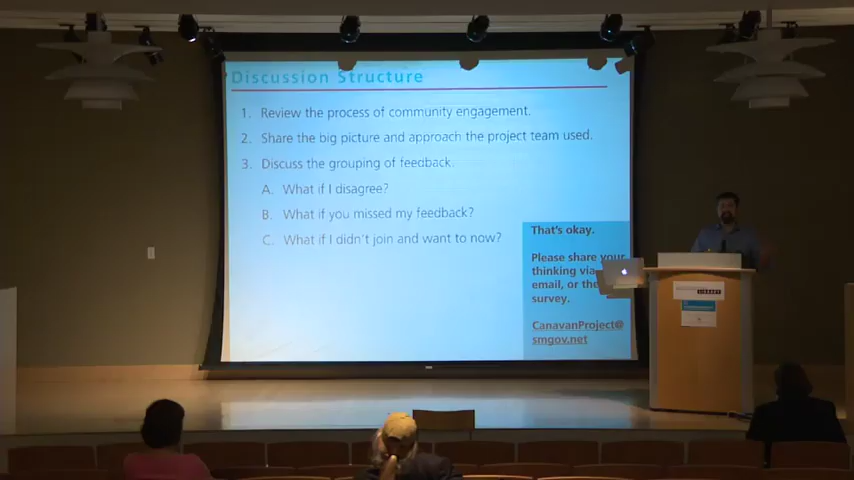 Discussion Structure
1. Review the process of community engagement.
2. Share the big picture and approach the project team used.
3. Discuss the grouping of feedback.
A. What if I disagree?
B. What if you missed my feedback?
C. What if I didn't join and want to now?
That's okay.
Please share your
thinking via
email, or the
survey.
CanavanProject@
smgov.net
LIBRARY